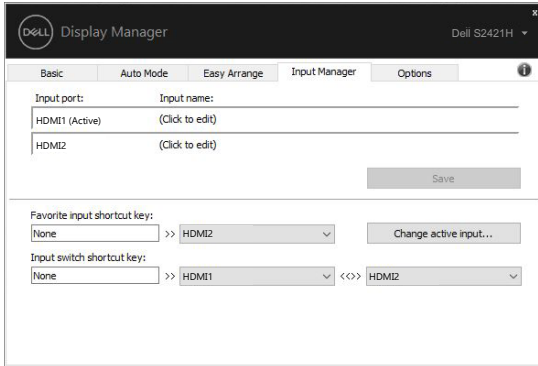 DELL Display Manager Dell S2421H
Basic Auto Mode Easy Arrange Input Manager Options
Input port: Input name:
HDMI1 (Active) (Click to edit)
HDMI2 (Click to edit)
Save
Favorite input shortcut key:
None >> HDMI2 Change active input...
Input switch shortcut key:
None >> HDMI1 <<>> HDMI2